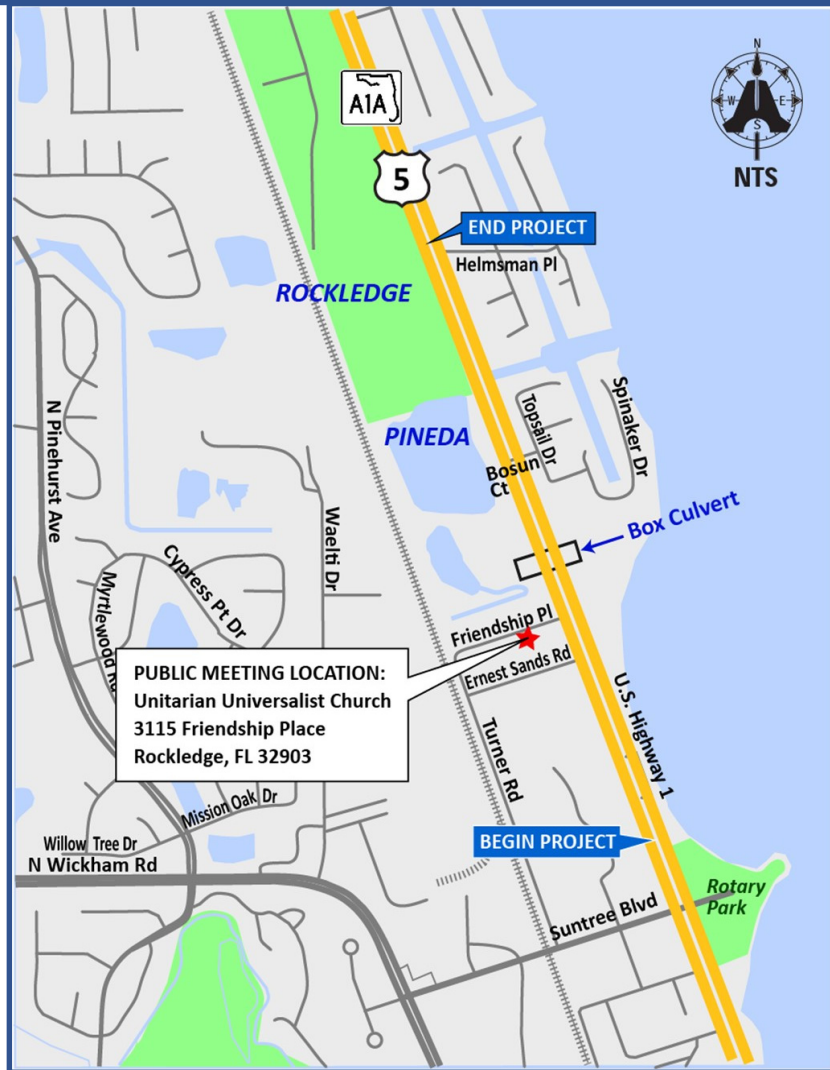 N
W
E
S
NTS
A1A
5
END PROJECT
Helmsman Pl
ROCKLEDGE
PINEDA
Topsail Dr
Spinaker Dr
Bosun
Ct
Box Culvert
N Pinehurst Ave
Waelti Dr
Cypress Pt Dr
Myrtlewood Rd
Friendship Pl
Ernest Sands Rd
PUBLIC MEETING LOCATION:
Unitarian Universalist Church
3115 Friendship Place
Rockledge, FL 32903
U.S. Highway 1
Turner Rd
Mission Oak Dr
Willow Tree Dr
N Wickham Rd
BEGIN PROJECT
Rotary
Park
Suntree Blvd